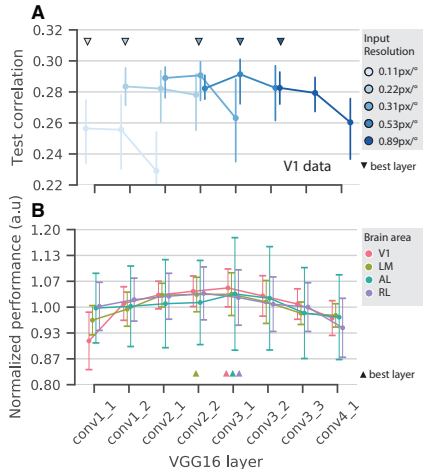 A
Test correlation
0.32
0.30
0.28
0.26
0.24
0.22
V1 data
Input
Resolution
0.11px/°
0.22px/°
0.31px/°
0.53px/°
0.89px/°
▼ best layer
B
Normalized performance (a.u)
1.20
1.13
1.07
1.00
0.93
0.87
0.80
Brain area
V1
LM
AL
RL
▲ best layer
conv1_1
conv1_2
conv2_1
conv2_2
conv3_1
conv3_2
conv3_3
conv4_1
VGG16 layer